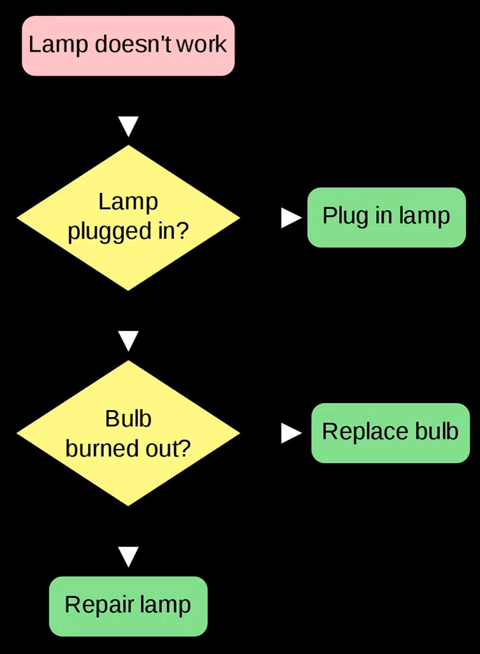 Lamp doesn't work
Lamp
plugged in?
Plug in lamp
Bulb
burned out?
Replace bulb
Repair lamp